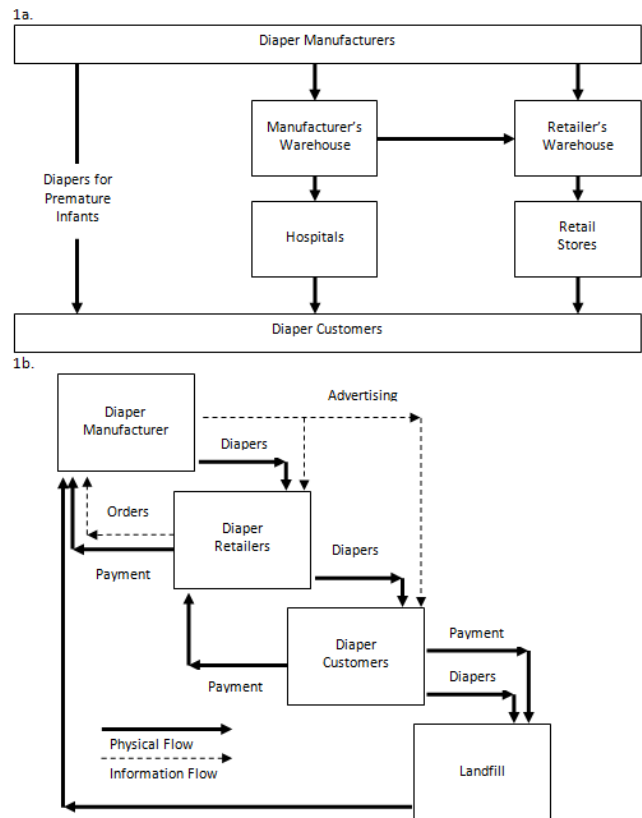 1a.
Diaper Manufacturers
Manufacturer's
Warehouse
Retailer's
Warehouse
Diapers for
Premature
Infants
Hospitals
Retail
Stores
Diaper Customers
1b.
Advertising
Diaper
Manufacturer
Diapers
Orders
Diaper
Retailers
Diapers
Payment
Diaper
Customers
Payment
Diapers
Payment
Physical Flow
Information Flow
Landfill